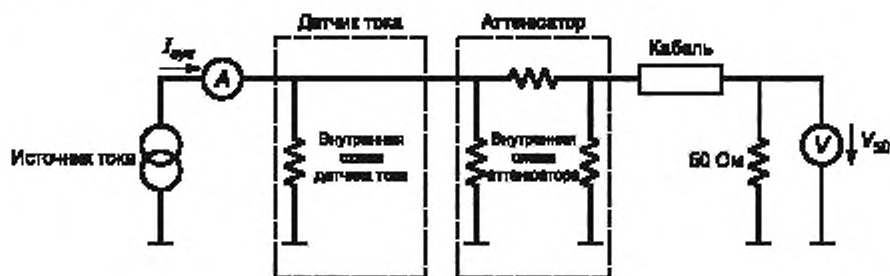 Датчик тока
Аттенюатор
Кабель
A
Источник тока
Внутренняя
схема
датчика тока
Внутренняя
схема
аттенюатора
50 Ом
V
V50